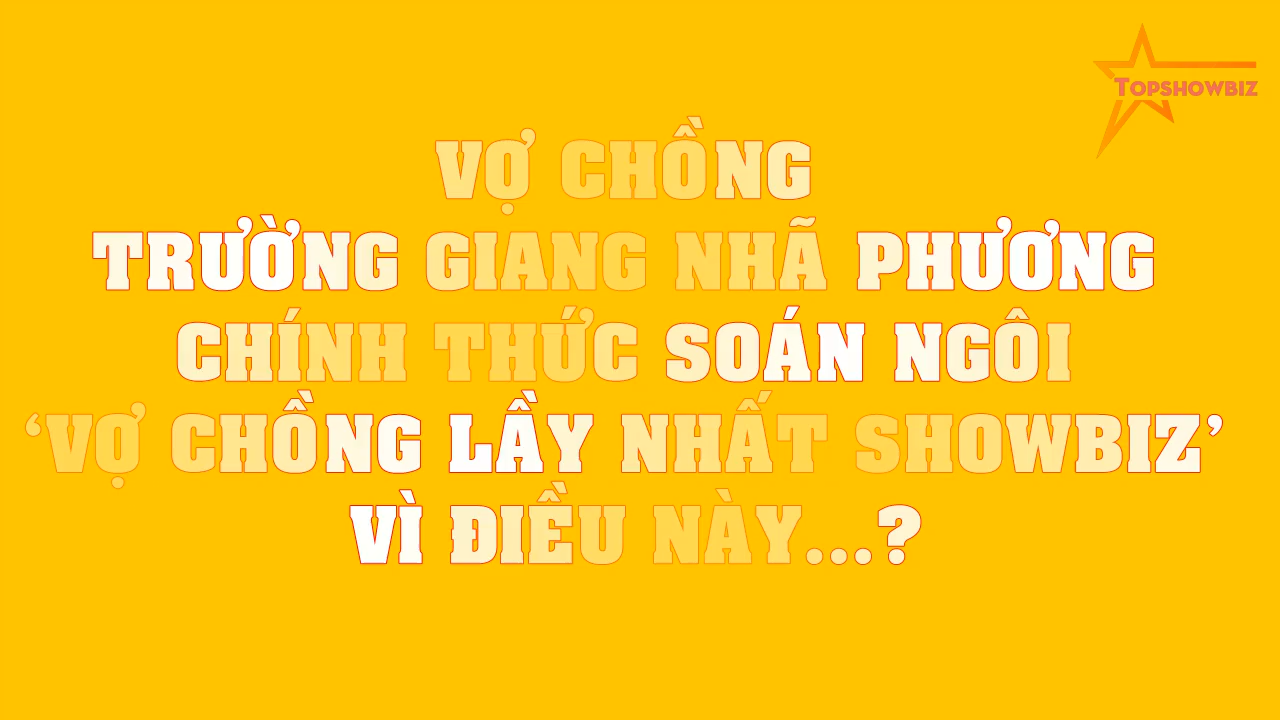 TOPSHOWBIZ
VỢ CHỒNG
TRƯỜNG GIANG NHÃ PHƯƠNG
CHÍNH THỨC SOÁN NGÔI
‘VỢ CHỒNG LẦY NHẤT SHOWBIZ’
VÌ ĐIỀU NÀY...?